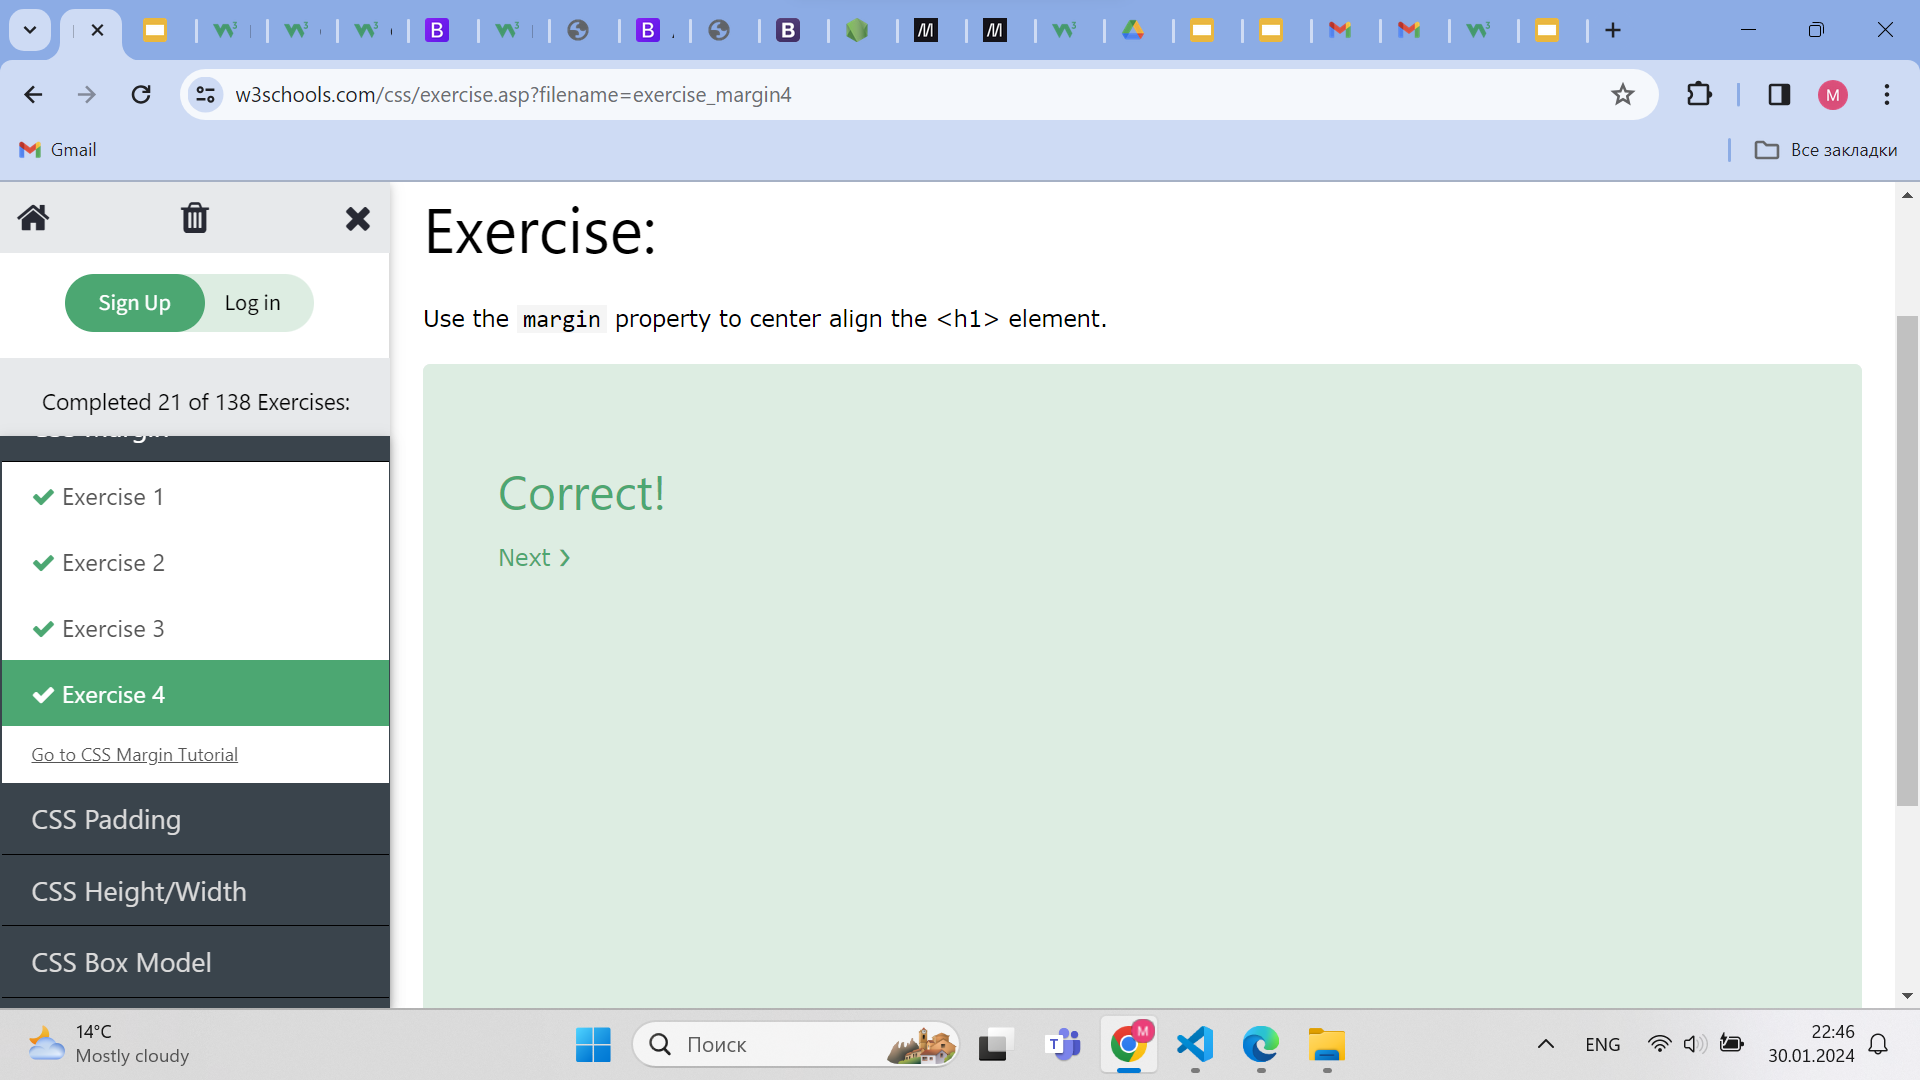 w3schools.com/css/exercise.asp?filename=exercise_margin4
M
Gmail
Все закладки
Sign Up
Log in
Completed 21 of 138 Exercises:
CSS Margin
Exercise 1
Exercise 2
Exercise 3
Exercise 4
Go to CSS Margin Tutorial
CSS Padding
CSS Height/Width
CSS Box Model
Exercise:
Use the margin property to center align the <h1> element.
Correct!
Next ❯
14°C
Mostly cloudy
Поиск
ENG
22:46
30.01.2024